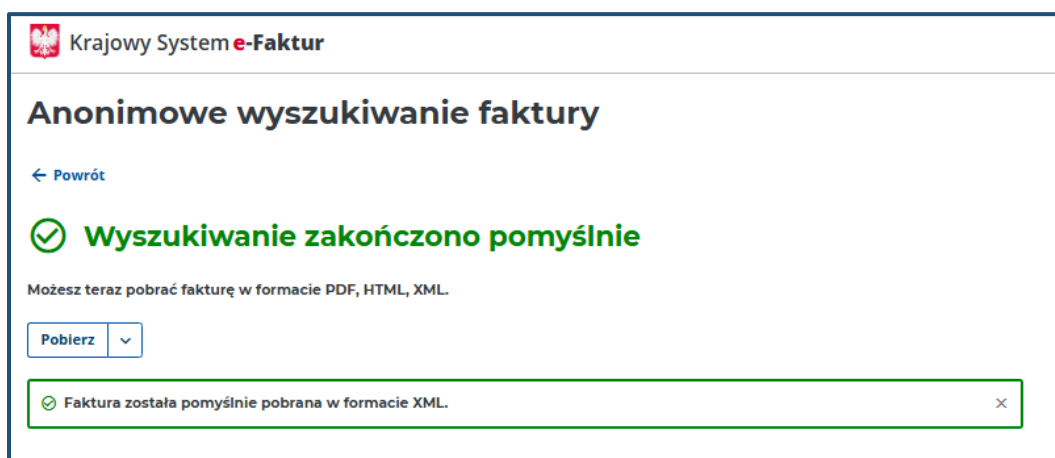 Krajowy System e-Faktur
Anonimowe wyszukiwanie faktury
← Powrót
Wyszukiwanie zakończono pomyślnie
Możesz teraz pobrać fakturę w formacie PDF, HTML, XML.
Pobierz
Faktura została pomyślnie pobrana w formacie XML.